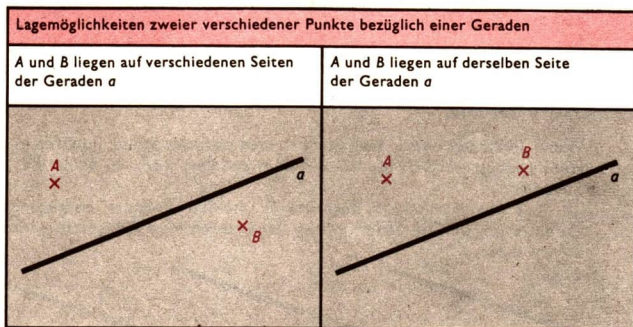 Lagemöglichkeiten zweier verschiedener Punkte bezüglich einer Geraden
A und B liegen auf verschiedenen Seiten
der Geraden a
A und B liegen auf derselben Seite
der Geraden a
A
a
B
A
B
a